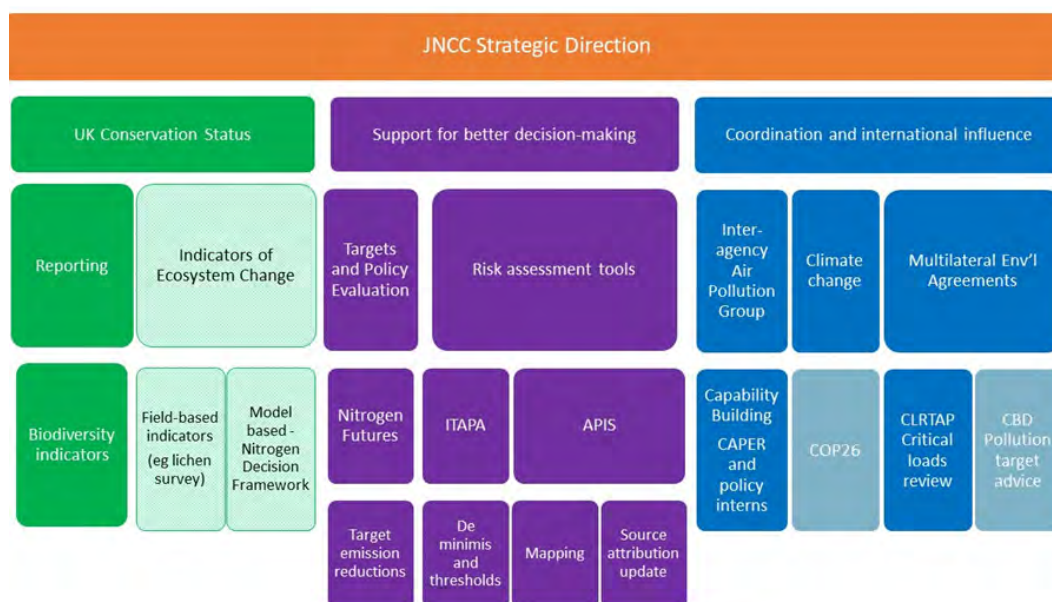 JNCC Strategic Direction
UK Conservation Status
Support for better decision-making
Coordination and international influence
Reporting
Indicators of
Ecosystem Change
Targets
and Policy
Evaluation
Risk assessment tools
Inter-
agency
Air
Pollution
Group
Climate
change
Multilateral Env'l
Agreements
Biodiversity
indicators
Field-based
indicators
(eg lichen
survey)
Model
based -
Nitrogen
Decision
Framework
Nitrogen
Futures
ITAPA
APIS
Capability
Building
CAPER and
policy
interns
COP26
CLRTAP
Critical
loads
review
CBD
Pollution
target
advice
Target
emission
reductions
De
minimis
and
thresholds
Mapping
Source
attribution
update